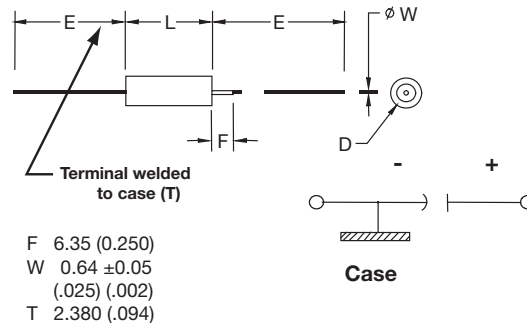 E L E ø W
F
D
Terminal welded
to case (T)
- +
Case
F 6.35 (0.250)
W 0.64 ±0.05
(.025) (.002)
T 2.380 (.094)